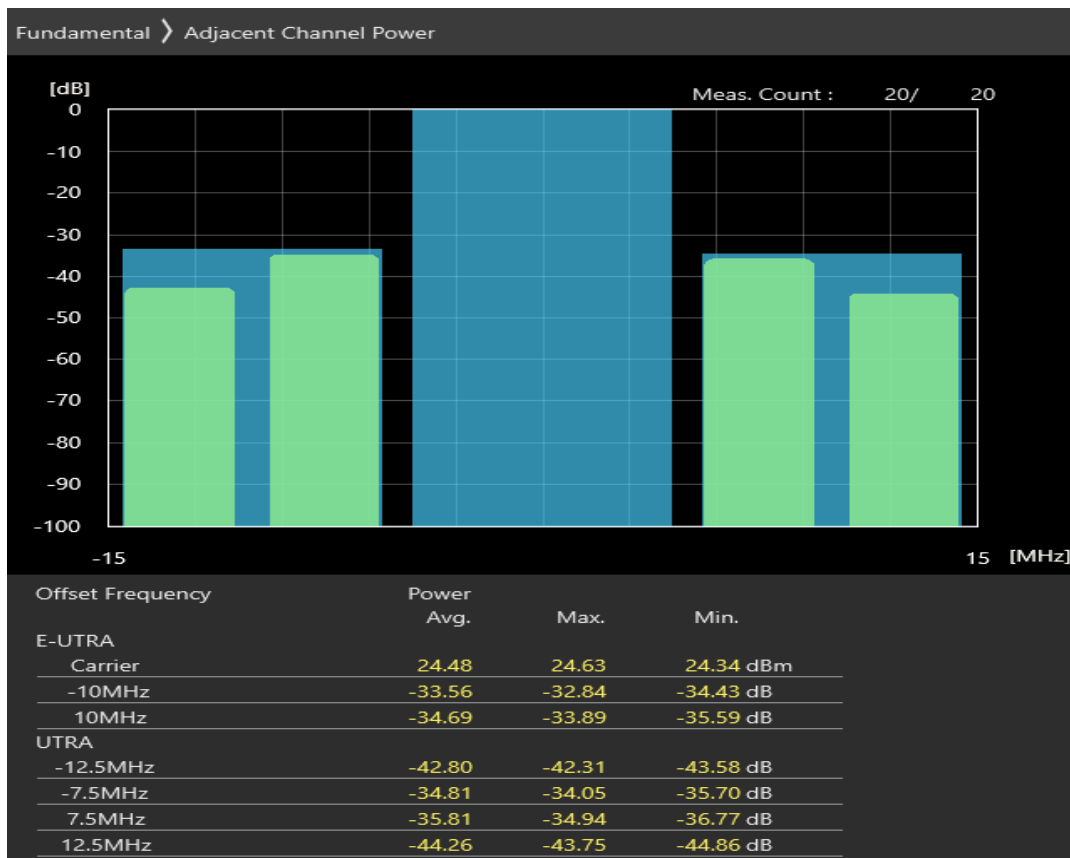 Fundamental 〉 Adjacent Channel Power
[dB]
Meas. Count : 20/ 20
0
-10
-20
-30
-40
-50
-60
-70
-80
-90
-100
-15 15 [MHz]
Offset Frequency Power
Avg. Max. Min.
E-UTRA
Carrier 24.48 24.63 24.34 dBm
-10MHz -33.56 -32.84 -34.43 dB
10MHz -34.69 -33.89 -35.59 dB
UTRA
-12.5MHz -42.80 -42.31 -43.58 dB
-7.5MHz -34.81 -34.05 -35.70 dB
7.5MHz -35.81 -34.94 -36.77 dB
12.5MHz -44.26 -43.75 -44.86 dB